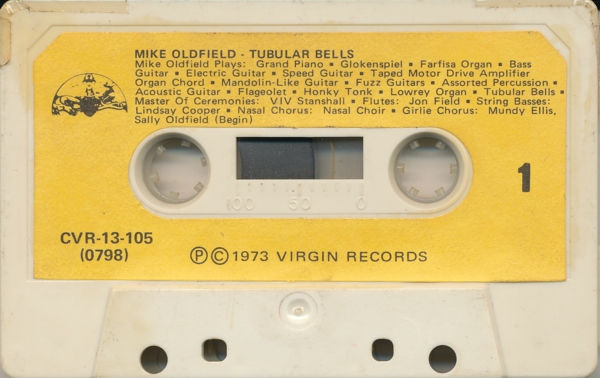 MIKE OLDFIELD - TUBULAR BELLS
Mike Oldfield Plays: Grand Piano ▪ Glokenspiel ▪ Farfisa Organ ▪ Bass
Guitar ▪ Electric Guitar ▪ Speed Guitar ▪ Taped Motor Drive Amplifier
Organ Chord ▪ Mandolin-Like Guitar ▪ Fuzz Guitars ▪ Assorted Percussion ▪
Acoustic Guitar ▪ Flageolet ▪ Honky Tonk ▪ Lowrey Organ ▪ Tubular Bells ▪
Master Of Ceremonies: VIV Stanshall ▪ Flutes: Jon Field ▪ String Basses:
Lindsay Cooper ▪ Nasal Chorus: Nasal Choir ▪ Girlie Chorus: Mundy Ellis,
Sally Oldfield (Begin)
100 50 0
1
CVR-13-105
(0798)
Ⓟ©1973 VIRGIN RECORDS